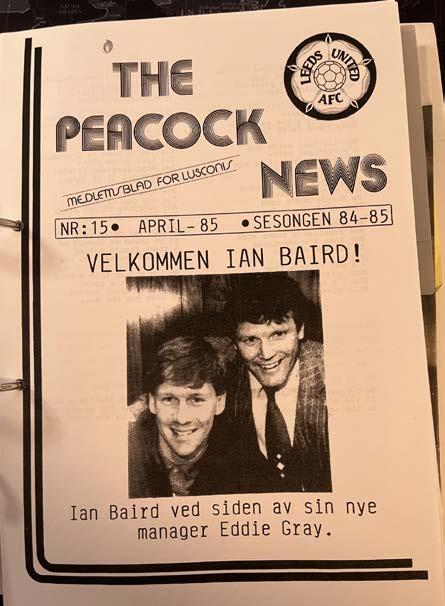 THE
PEACOCK
NEWS
LEEDS UNITED
AFC
MEDLEMSBLAD FOR LUSCONIS
NR:15• APRIL-85 •SESONGEN 84-85
VELKOMMEN IAN BAIRD!
Ian Baird ved siden av sin nye
manager Eddie Gray.